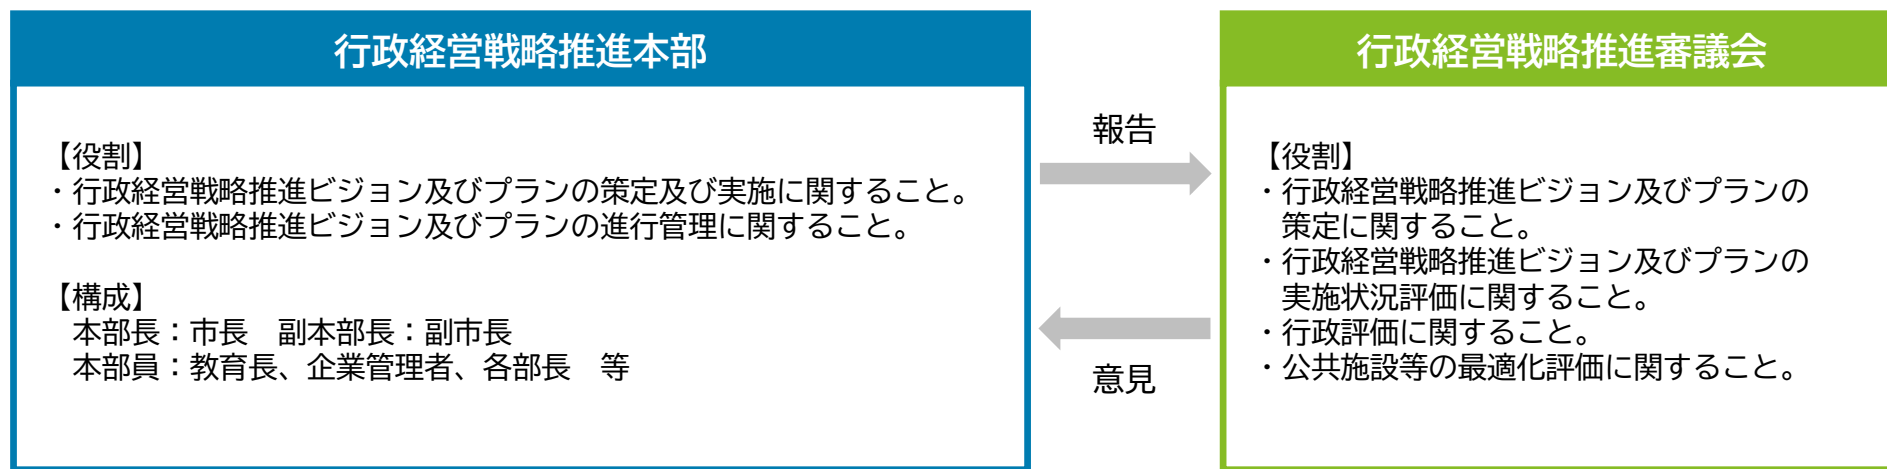 行政経営戦略推進本部
【役割】
・行政経営戦略推進ビジョン及びプランの策定及び実施に関すること。
・行政経営戦略推進ビジョン及びプランの進行管理に関すること。
【構成】
本部長：市長　副本部長：副市長
本部員：教育長、企業管理者、各部長　等
報告
意見
行政経営戦略推進審議会
【役割】
・行政経営戦略推進ビジョン及びプランの
策定に関すること。
・行政経営戦略推進ビジョン及びプランの
実施状況評価に関すること。
・行政評価に関すること。
・公共施設等の最適化評価に関すること。